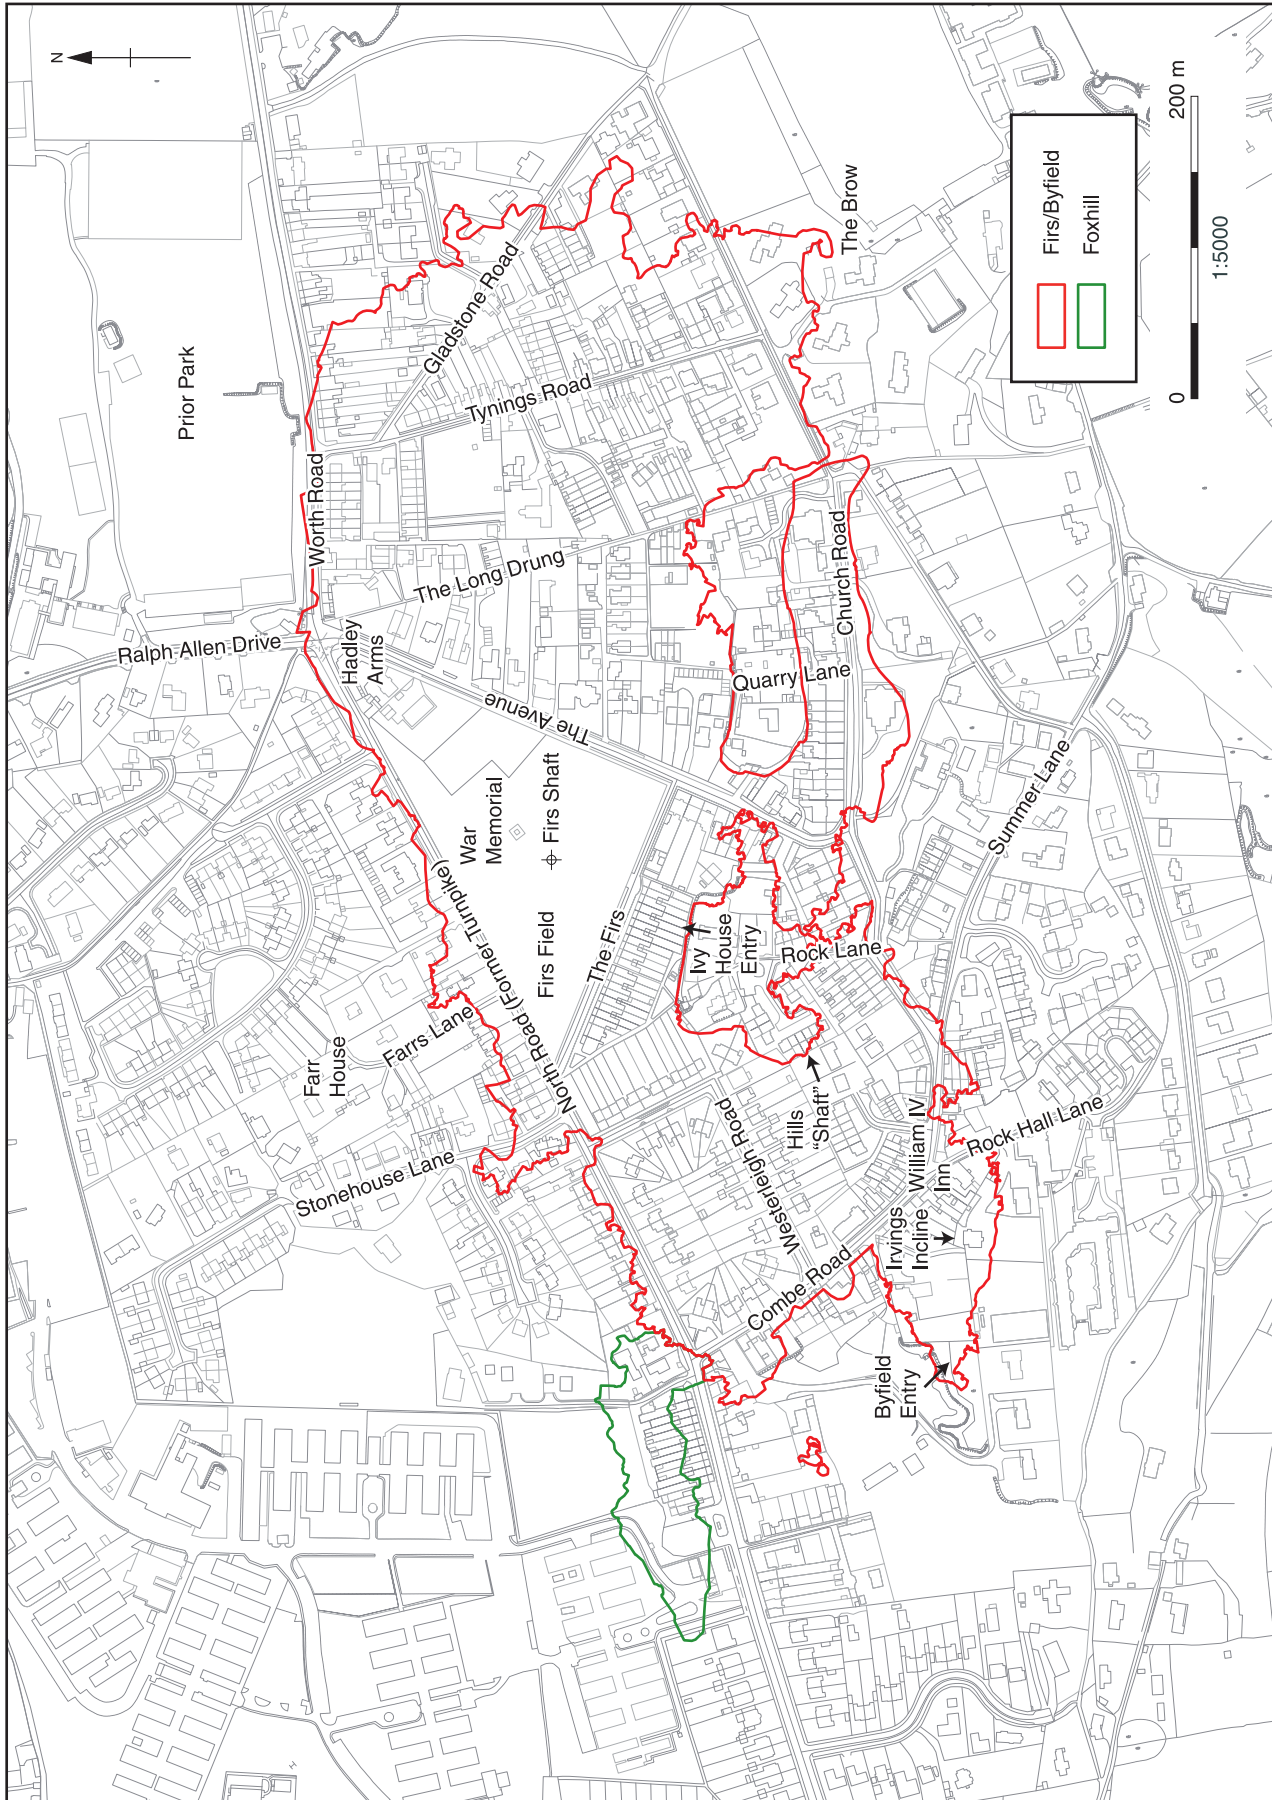 N
Prior Park
Ralph Allen Drive
Worth Road
Hadley
Arms
Gladstone Road
Tynings Road
The Long Drung
The Avenue
War
Memorial
Firs Shaft
Firs Field
The Firs
North Road (Former Turnpike)
Farrs Lane
Farr
House
Stonehouse Lane
Quarry Lane
Church Road
The Brow
Ivy
House
Entry
Rock Lane
Hills
“Shaft”
Westereigh Road
Combe Road
Summer Lane
Rock Hall Lane
William IV
Inn
Irvings
Incline
Byfield
Entry
Firs/Byfield
Foxhill
0
200 m
1:5000
H